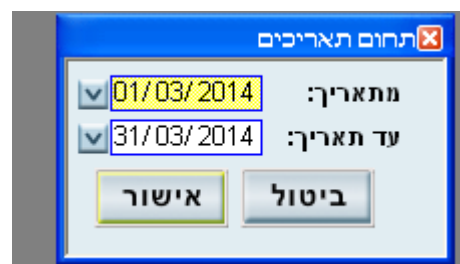 תחום תאריכים
מתאריך: 01/03/2014
עד תאריך: 31/03/2014
ביטול אישור